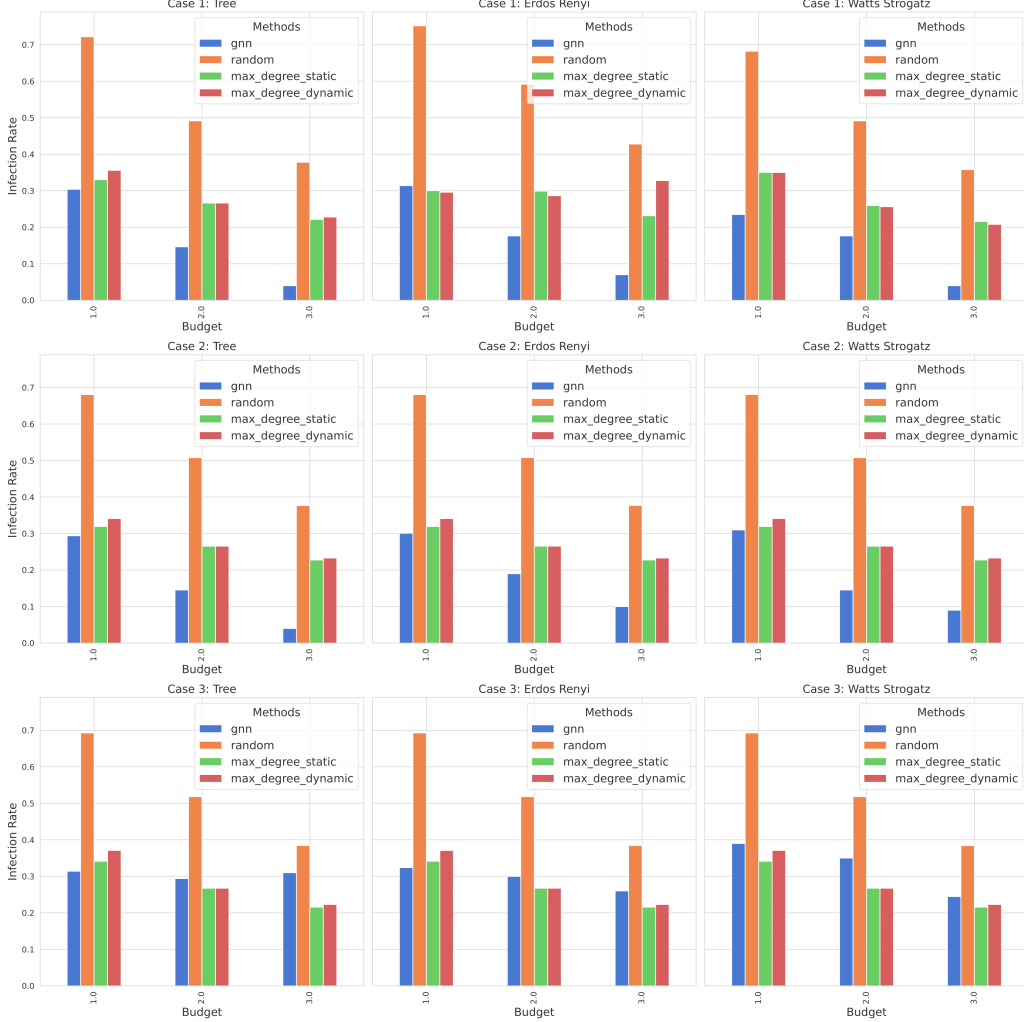 Case 1: Tree
Case 1: Erdos Renyi
Case 1: Watts Strogatz
Methods
gnn
random
max_degree_static
max_degree_dynamic
Methods
gnn
random
max_degree_static
max_degree_dynamic
Methods
gnn
random
max_degree_static
max_degree_dynamic
Infection Rate
0.7
0.6
0.5
0.4
0.3
0.2
0.1
0.0
1.0
2.0
3.0
1.0
2.0
3.0
1.0
2.0
3.0
Budget
Budget
Budget
Case 2: Tree
Case 2: Erdos Renyi
Case 2: Watts Strogatz
Methods
gnn
random
max_degree_static
max_degree_dynamic
Methods
gnn
random
max_degree_static
max_degree_dynamic
Methods
gnn
random
max_degree_static
max_degree_dynamic
Infection Rate
0.7
0.6
0.5
0.4
0.3
0.2
0.1
0.0
1.0
2.0
3.0
1.0
2.0
3.0
1.0
2.0
3.0
Budget
Budget
Budget
Case 3: Tree
Case 3: Erdos Renyi
Case 3: Watts Strogatz
Methods
gnn
random
max_degree_static
max_degree_dynamic
Methods
gnn
random
max_degree_static
max_degree_dynamic
Methods
gnn
random
max_degree_static
max_degree_dynamic
Infection Rate
0.7
0.6
0.5
0.4
0.3
0.2
0.1
0.0
1.0
2.0
3.0
1.0
2.0
3.0
1.0
2.0
3.0
Budget
Budget
Budget